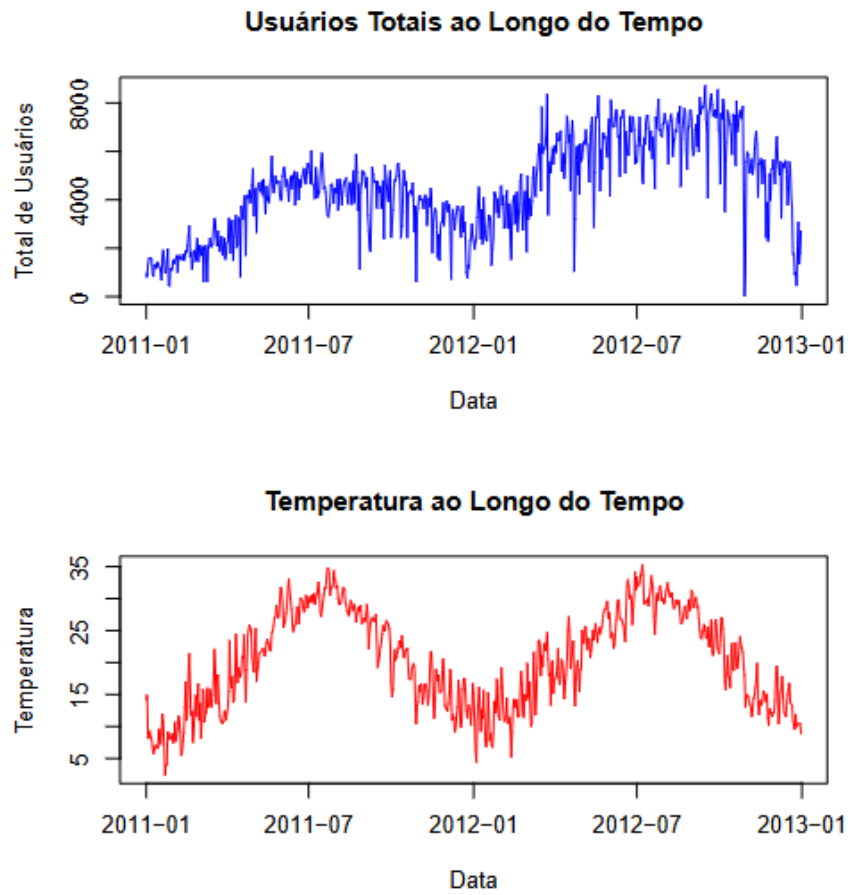 Usuários Totais ao Longo do Tempo
Total de Usuários
8000
4000
0
2011−01
2011−07
2012−01
2012−07
2013−01
Data
Temperatura ao Longo do Tempo
Temperatura
35
25
15
5
2011−01
2011−07
2012−01
2012−07
2013−01
Data